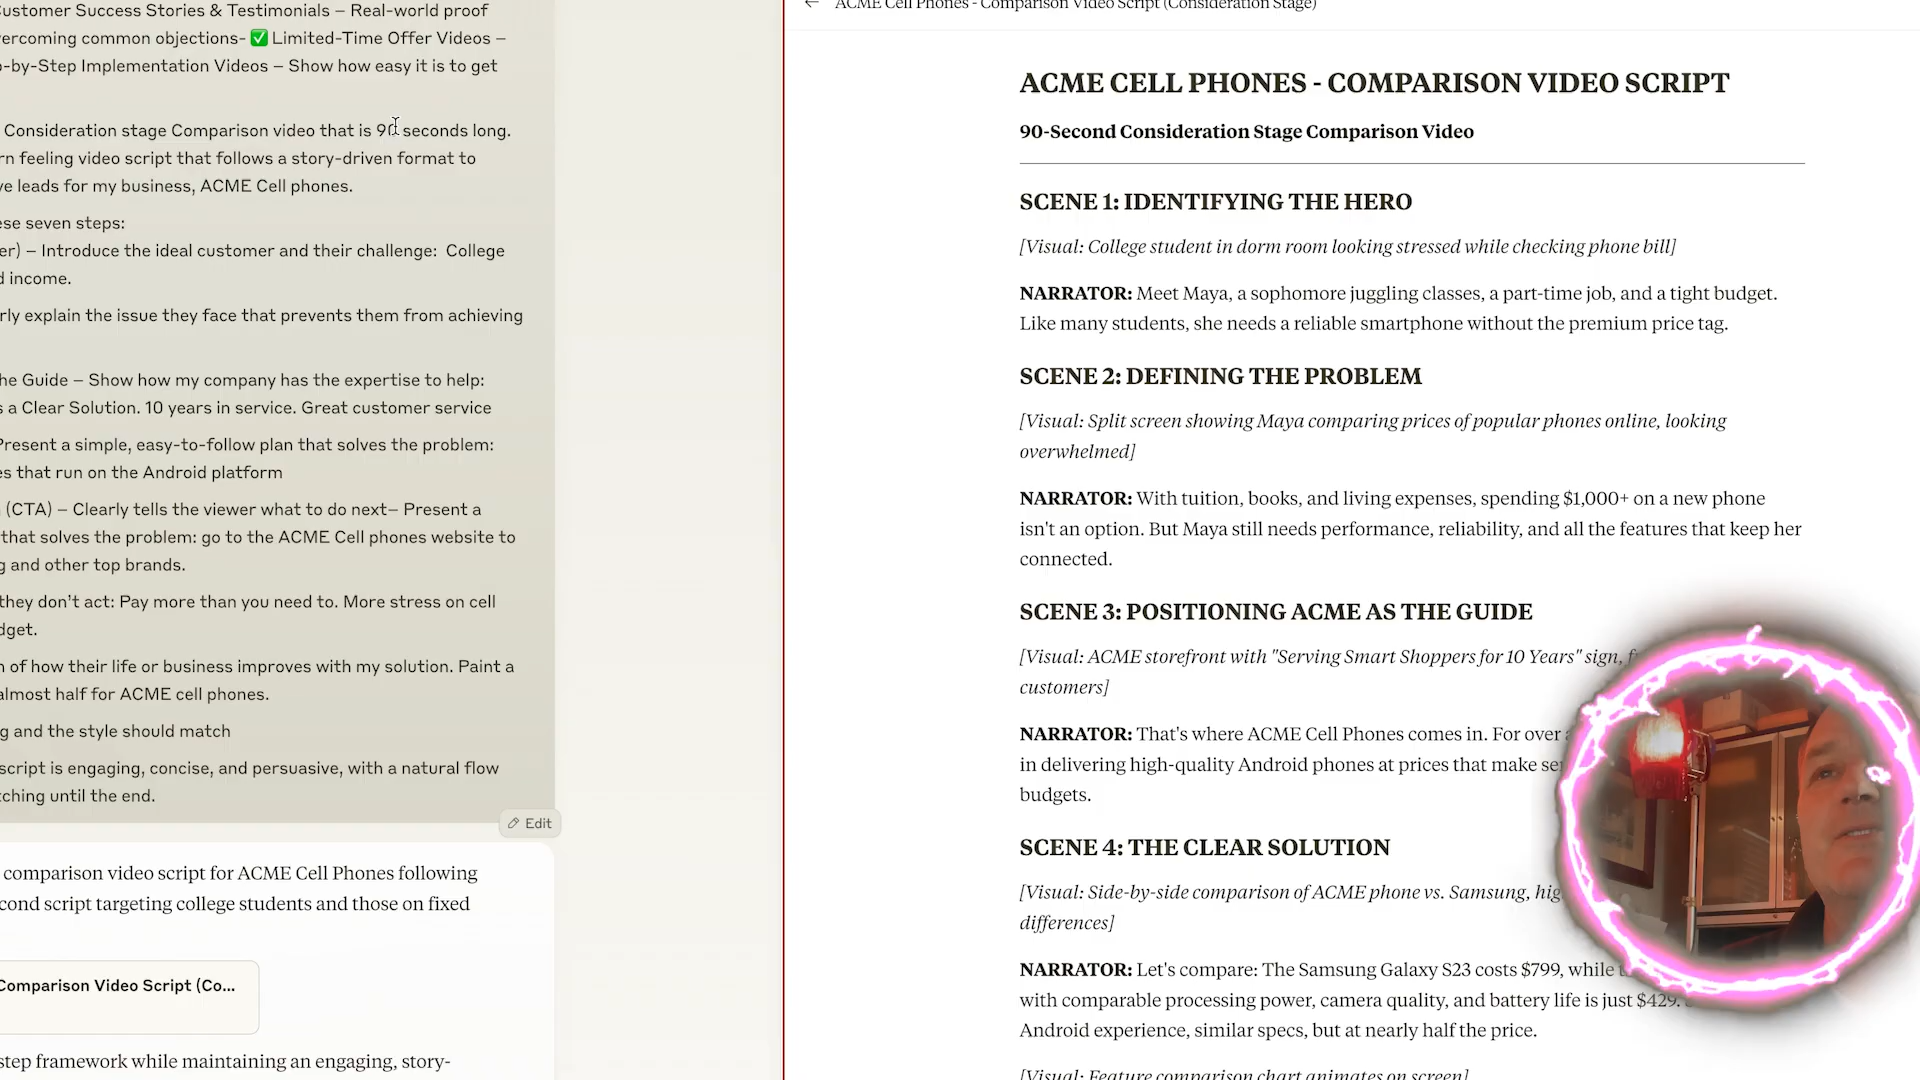 Customer Success Stories & Testimonials – Real-world proof
vercoming common objections- ✅ Limited-Time Offer Videos –
-by-Step Implementation Videos – Show how easy it is to get
Consideration stage Comparison video that is 90 seconds long.
rn feeling video script that follows a story-driven format to
ve leads for my business, ACME Cell phones.
ese seven steps:
er) – Introduce the ideal customer and their challenge: College
d income.
rly explain the issue they face that prevents them from achieving
he Guide – Show how my company has the expertise to help:
s a Clear Solution. 10 years in service. Great customer service
Present a simple, easy-to-follow plan that solves the problem:
es that run on the Android platform
(CTA) – Clearly tells the viewer what to do next– Present a
that solves the problem: go to the ACME Cell phones website to
g and other top brands.
they don't act: Pay more than you need to. More stress on cell
dget.
n of how their life or business improves with my solution. Paint a
almost half for ACME cell phones.
g and the style should match
script is engaging, concise, and persuasive, with a natural flow
tching until the end.
Edit
comparison video script for ACME Cell Phones following
cond script targeting college students and those on fixed
Comparison Video Script (Co...
step framework while maintaining an engaging, story-
← ACME Cell Phones - Comparison Video Script (Consideration Stage)
ACME CELL PHONES - COMPARISON VIDEO SCRIPT
90-Second Consideration Stage Comparison Video
SCENE 1: IDENTIFYING THE HERO
[Visual: College student in dorm room looking stressed while checking phone bill]
NARRATOR: Meet Maya, a sophomore juggling classes, a part-time job, and a tight budget.
Like many students, she needs a reliable smartphone without the premium price tag.
SCENE 2: DEFINING THE PROBLEM
[Visual: Split screen showing Maya comparing prices of popular phones online, looking
overwhelmed]
NARRATOR: With tuition, books, and living expenses, spending $1,000+ on a new phone
isn't an option. But Maya still needs performance, reliability, and all the features that keep her
connected.
SCENE 3: POSITIONING ACME AS THE GUIDE
[Visual: ACME storefront with "Serving Smart Shoppers for 10 Years" sign,
customers]
NARRATOR: That's where ACME Cell Phones comes in. For over
in delivering high-quality Android phones at prices that make
budgets.
SCENE 4: THE CLEAR SOLUTION
[Visual: Side-by-side comparison of ACME phone vs. Samsung,
differences]
NARRATOR: Let's compare: The Samsung Galaxy S23 costs $799, while
with comparable processing power, camera quality, and battery life is just $429.
Android experience, similar specs, but at nearly half the price.
[Visual: Feature comparison chart animates on screen]